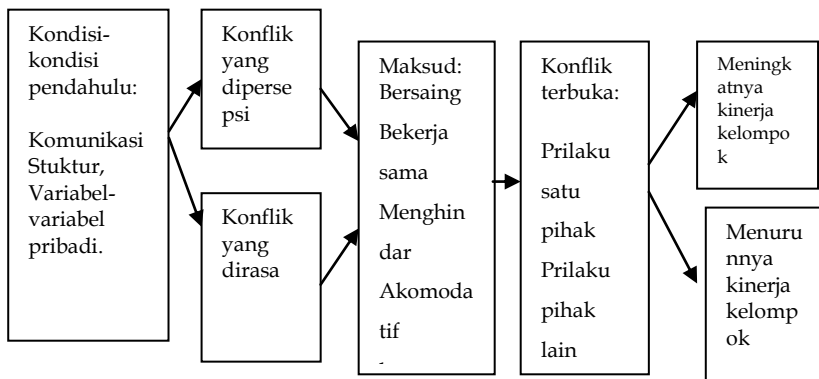 Kondisi-
kondisi
pendahulu:
Komunikasi
Stuktur,
Variabel-
variabel
pribadi.
Konflik
yang
diperse
psi
Konflik
yang
dirasa
Maksud:
Bersaing
Bekerja
sama
Menghin
dar
Akomoda
tif
Konflik
terbuka:
Prilaku
satu
pihak
Prilaku
pihak
lain
Meningk
atnya
kinerja
kelompo
k
Menuru
nnya
kinerja
kelomp
ok